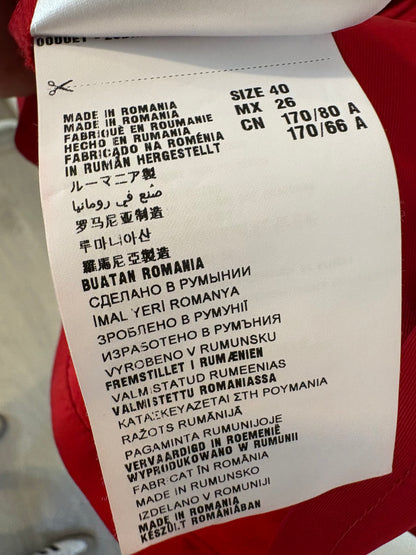 SIZE 40
MX 26
CN 170/80 A
170/66 A
MADE IN ROMANIA
MADE IN ROMANIA
FABRIQUÉ EN ROUMANIE
HECHO EN RUMANIA
FABRICADO NA ROMÉNIA
IN RUMÄN HERGESTELLT
ルーマニア製
صُنع في رومانيا
罗马尼亚制造
루마니아산
羅馬尼亞製造
BUATAN ROMANIA
СДЕЛАНО В РУМЫНИИ
IMAL YERI ROMANYA
ЗРОБЛЕНО В РУМУНІЇ
ИЗРАБОТЕНО В РУМЪНИЯ
VYROBENO V RUMUNSKU
FREMSTILLET I RUMÆNIEN
VALMISTATUD RUMEENIAS
VALMISTETTU ROMANIASSA
ΚΑΤΑΣΚΕΥΑΖΕΤΑΙ ΣΤΗ ΡΟΥΜΑΝΙΑ
RAŽOTS RUMĀNIJĀ
PAGAMINTA RUMUNIJOJE
VERVAARDIGD IN ROEMENIË
WYPRODUKOWANO W RUMUNII
FABRICAT ÎN ROMÂNIA
MADE IN RUMUNSKO
IZDELANO V ROMUNIJI
MADE IN ROMANIA
KÉSZÜLT ROMÁNIÁBAN